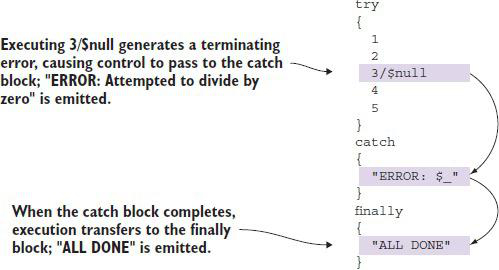 Executing 3/$null generates a terminating
error, causing control to pass to the catch
block; "ERROR: Attempted to divide by
zero" is emitted.
When the catch block completes,
execution transfers to the finally
block; "ALL DONE" is emitted.
try
{
1
2
3/$null
4
5
}
catch
{
"ERROR: $_"
}
finally
{
"ALL DONE"
}